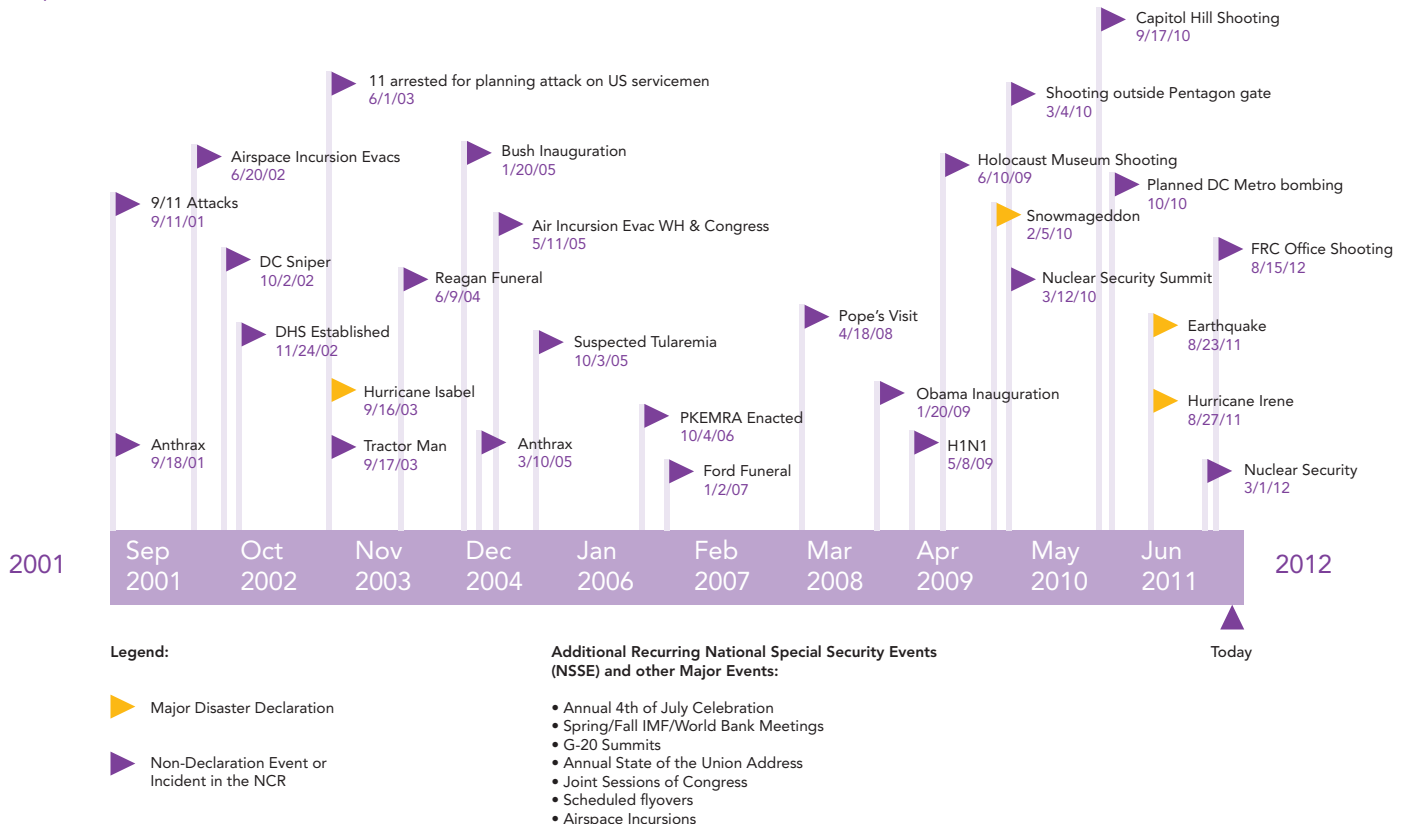 Capitol Hill Shooting
9/17/10
11 arrested for planning attack on US servicemen
6/1/03
Shooting outside Pentagon gate
3/4/10
Airspace Incursion Evacs
6/20/02
Bush Inauguration
1/20/05
Holocaust Museum Shooting
6/10/09
Planned DC Metro bombing
10/10
9/11 Attacks
9/11/01
Snowmageddon
2/5/10
Air Incursion Evac WH & Congress
5/11/05
FRC Office Shooting
8/15/12
DC Sniper
10/2/02
Reagan Funeral
6/9/04
Nuclear Security Summit
3/12/10
Pope's Visit
4/18/08
DHS Established
11/24/02
Suspected Tularemia
10/3/05
Earthquake
8/23/11
Hurricane Isabel
9/16/03
Obama Inauguration
1/20/09
Hurricane Irene
8/27/11
PKEMRA Enacted
10/4/06
Anthrax
9/18/01
Tractor Man
9/17/03
Anthrax
3/10/05
H1N1
5/8/09
Ford Funeral
1/2/07
Nuclear Security
3/1/12
2001
Sep
2001
Oct
2002
Nov
2003
Dec
2004
Jan
2006
Feb
2007
Mar
2008
Apr
2009
May
2010
Jun
2011
2012
Today
Legend:
Major Disaster Declaration
Non-Declaration Event or
Incident in the NCR
Additional Recurring National Special Security Events
(NSSE) and other Major Events:
• Annual 4th of July Celebration
• Spring/Fall IMF/World Bank Meetings
• G-20 Summits
• Annual State of the Union Address
• Joint Sessions of Congress
• Scheduled flyovers
• Airspace Incursions